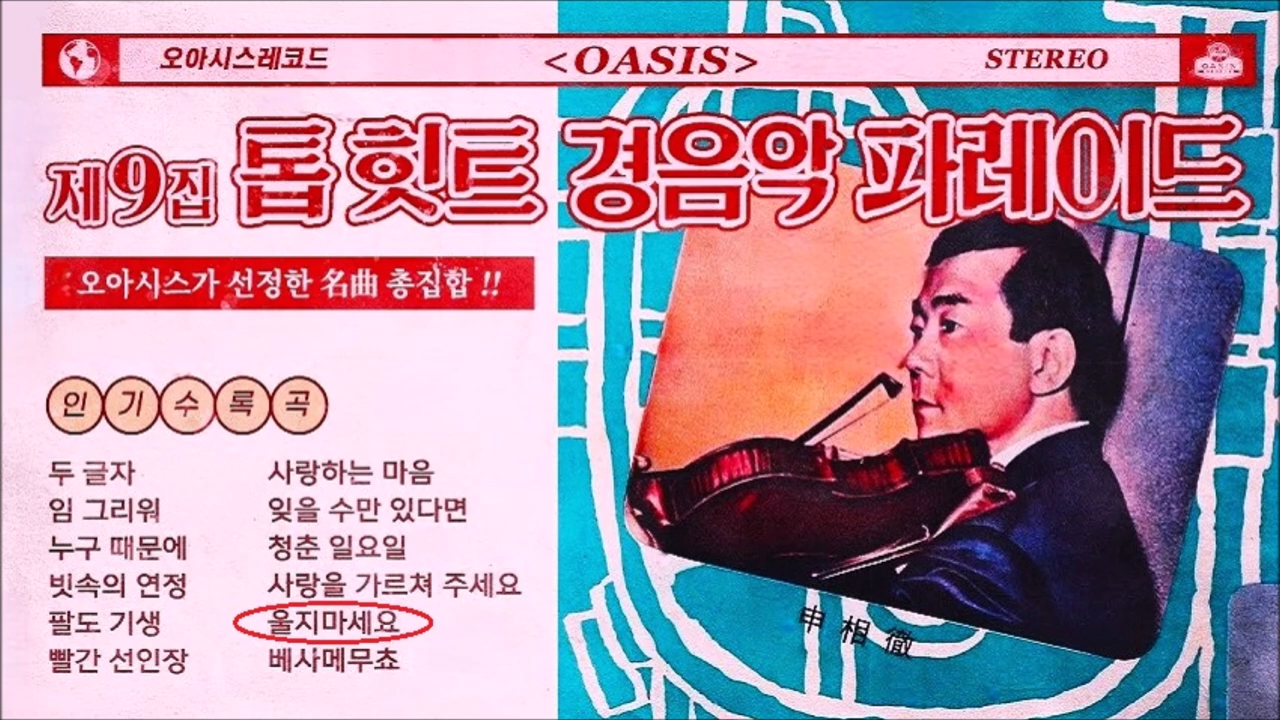 오아시스레코드 <OASIS> STEREO
OASIS
제9집 톱 힛트 경음악 파레이드
오아시스가 선정한 名曲 총집합 !!
인기수록곡
두 글자
임 그리워
누구 때문에
빗속의 연정
팔도 기생
빨간 선인장
사랑하는 마음
잊을 수만 있다면
청춘 일요일
사랑을 가르쳐 주세요
울지마세요
베사메무쵸
申相徹